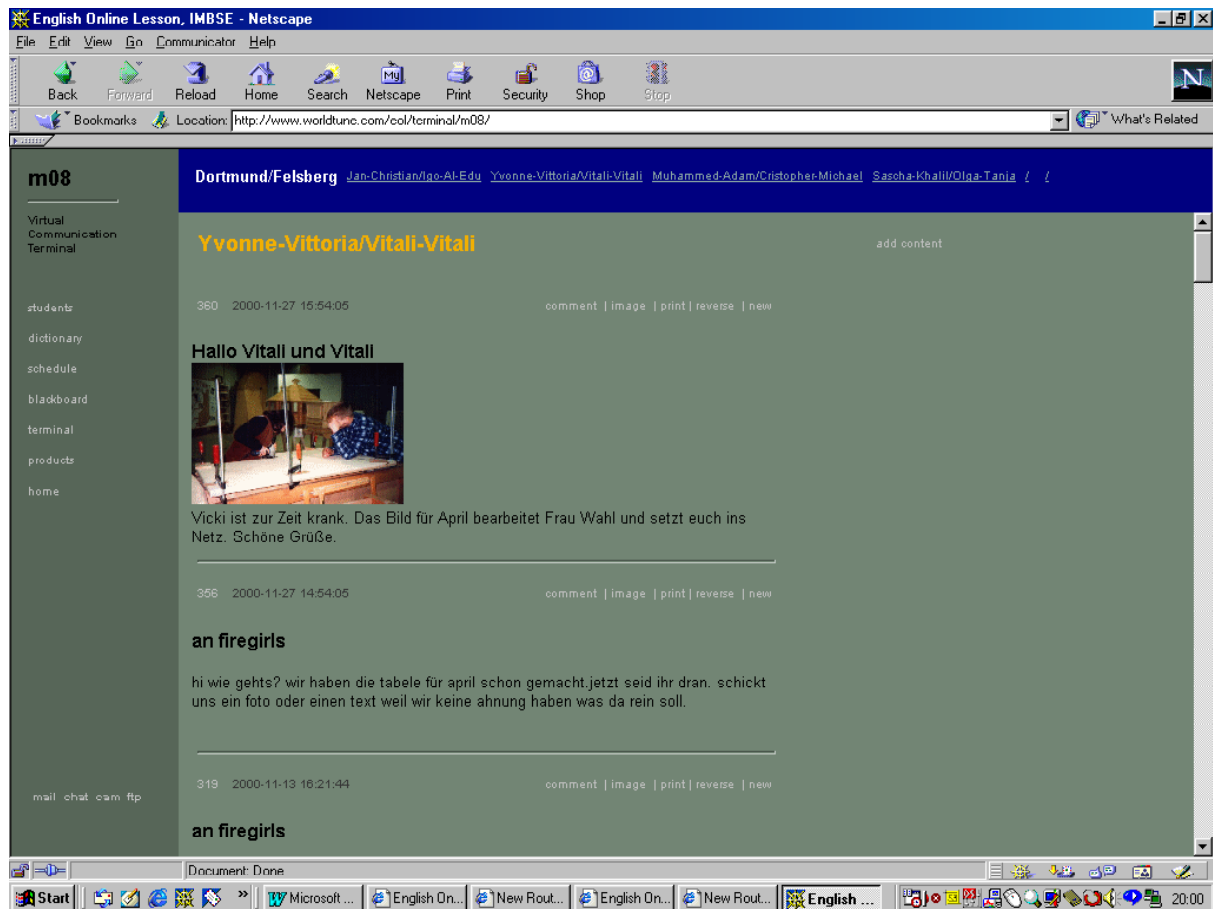 English Online Lesson, IMBSE - Netscape
File Edit View Go Communicator Help
Back Forward Reload Home Search Netscape Print Security Shop Stop
Bookmarks Location: http://www.worldtune.com/eol/terminal/m08/ What's Related
m08
Dortmund/Felsberg Jan-Christian/Igo-Al-Edu Yvonne-Vittoria/Vitali-Vitali Muhammed-Adam/Cristopher-Michael Sascha-Khalil/Olga-Tanja / /
Virtual
Communication
Terminal
students
dictionary
schedule
blackboard
terminal
products
home
mail chat cam ftp
Yvonne-Vittoria/Vitali-Vitali
add content
360 2000-11-27 15:54:05 comment | image | print | reverse | new
Hallo Vitali und Vitali
Vicki ist zur Zeit krank. Das Bild für April bearbeitet Frau Wahl und setzt euch ins
Netz. Schöne Grüße.
356 2000-11-27 14:54:05 comment | image | print | reverse | new
an firegirls
hi wie gehts? wir haben die tabele für april schon gemacht.jetzt seid ihr dran. schickt
uns ein foto oder einen text weil wir keine ahnung haben was da rein soll.
319 2000-11-13 16:21:44 comment | image | print | reverse | new
an firegirls
Document: Done
Start Microsoft ... English On... New Rout... English On... New Rout... English ... 20:00